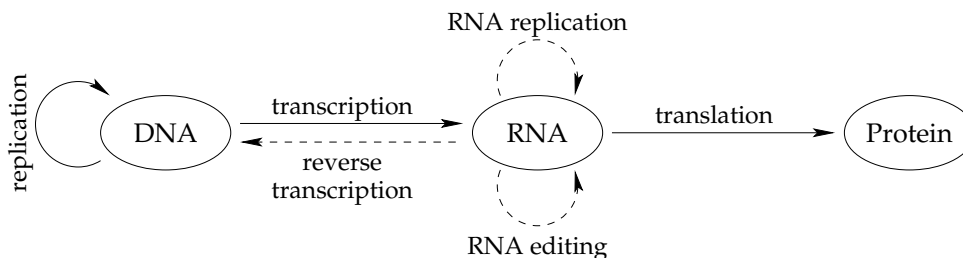 RNA replication
replication
DNA
transcription
reverse
transcription
RNA
translation
Protein
RNA editing